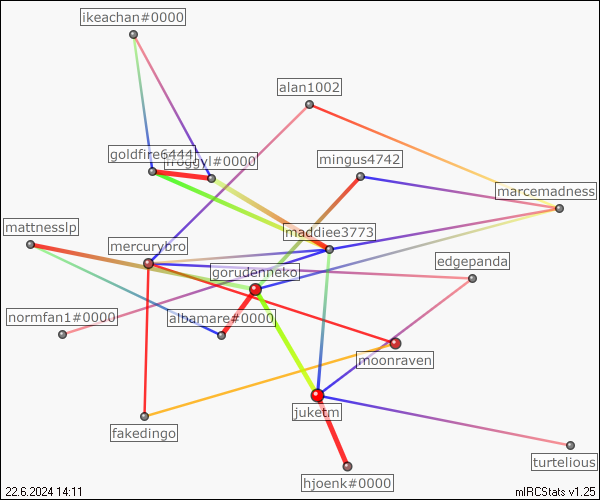 ikeachan#0000
alan1002
goldfire6444
froggyl#0000
mingus4742
marcemadness
mattnesslp
mercurybro
maddiee3773
edgepanda
gorudenneko
normfan1#0000
albamare#0000
moonraven
juketm
fakedingo
turtelious
hjoenk#0000
22.6.2024 14:11
mIRCStats v1.25